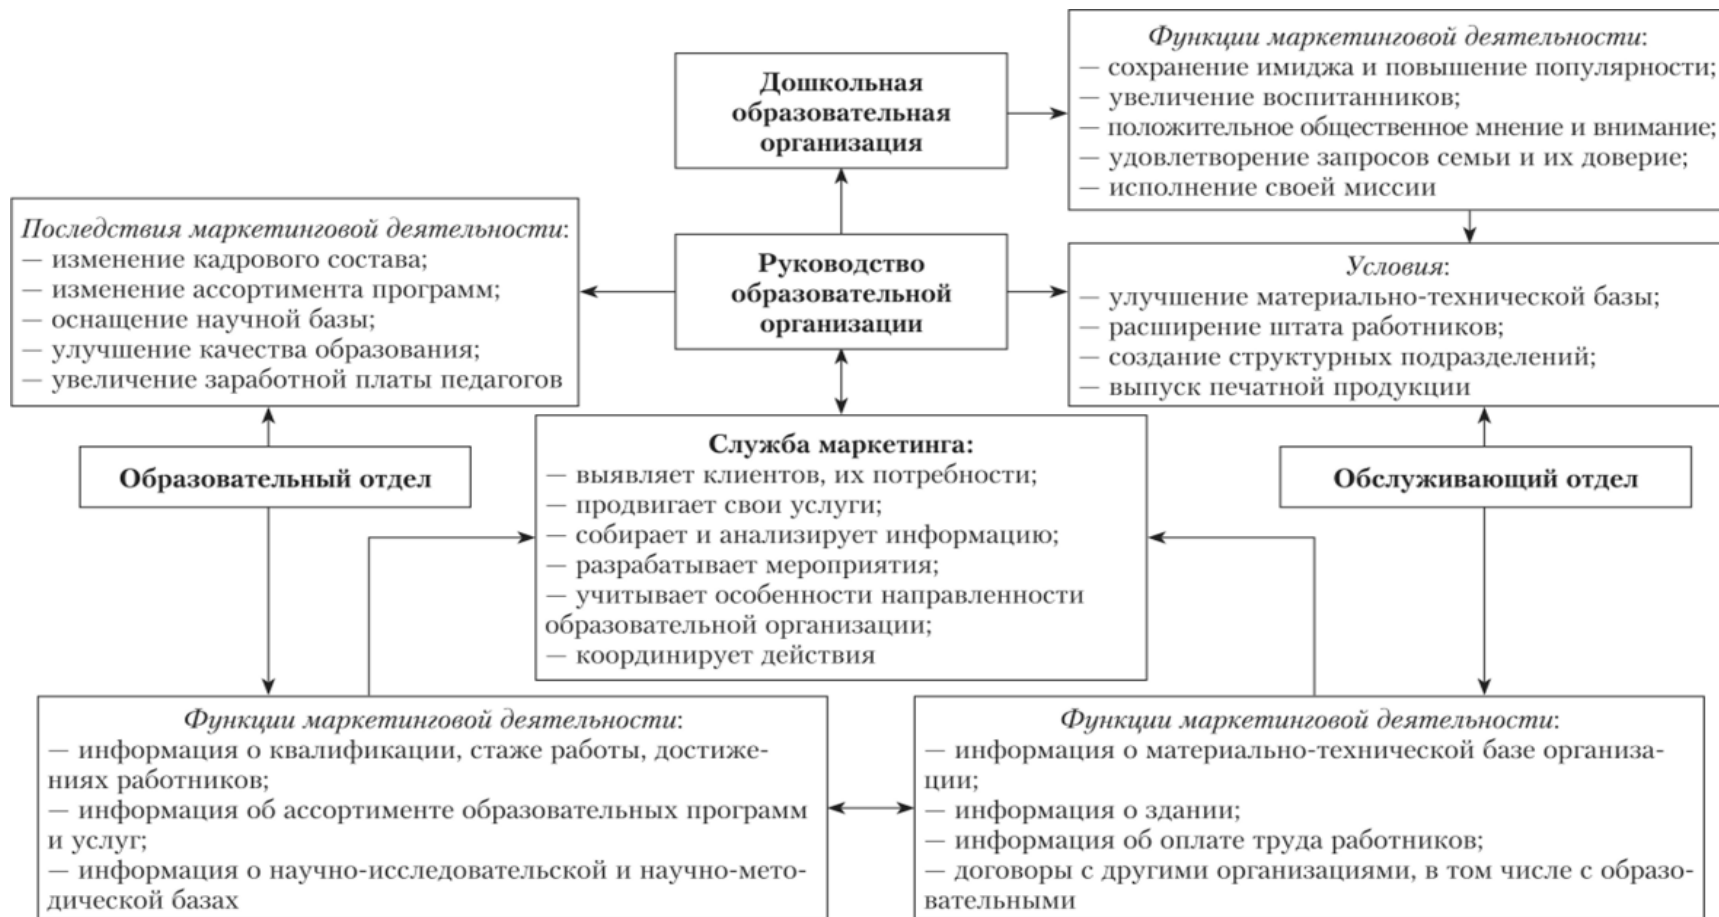 Дошкольная
образовательная
организация
Функции маркетинговой деятельности:
— сохранение имиджа и повышение популярности;
— увеличение воспитанников;
— положительное общественное мнение и внимание;
— удовлетворение запросов семьи и их доверие;
— исполнение своей миссии
Последствия маркетинговой деятельности:
— изменение кадрового состава;
— изменение ассортимента программ;
— оснащение научной базы;
— улучшение качества образования;
— увеличение заработной платы педагогов
Руководство
образовательной
организации
Условия:
— улучшение материально-технической базы;
— расширение штата работников;
— создание структурных подразделений;
— выпуск печатной продукции
Образовательный отдел
Служба маркетинга:
— выявляет клиентов, их потребности;
— продвигает свои услуги;
— собирает и анализирует информацию;
— разрабатывает мероприятия;
— учитывает особенности направленности
образовательной организации;
— координирует действия
Обслуживающий отдел
Функции маркетинговой деятельности:
— информация о квалификации, стаже работы, достиже-
ниях работников;
— информация об ассортименте образовательных программ
и услуг;
— информация о научно-исследовательской и научно-мето-
дической базах
Функции маркетинговой деятельности:
— информация о материально-технической базе организа-
ции;
— информация о здании;
— информация об оплате труда работников;
— договоры с другими организациями, в том числе с образо-
вательными